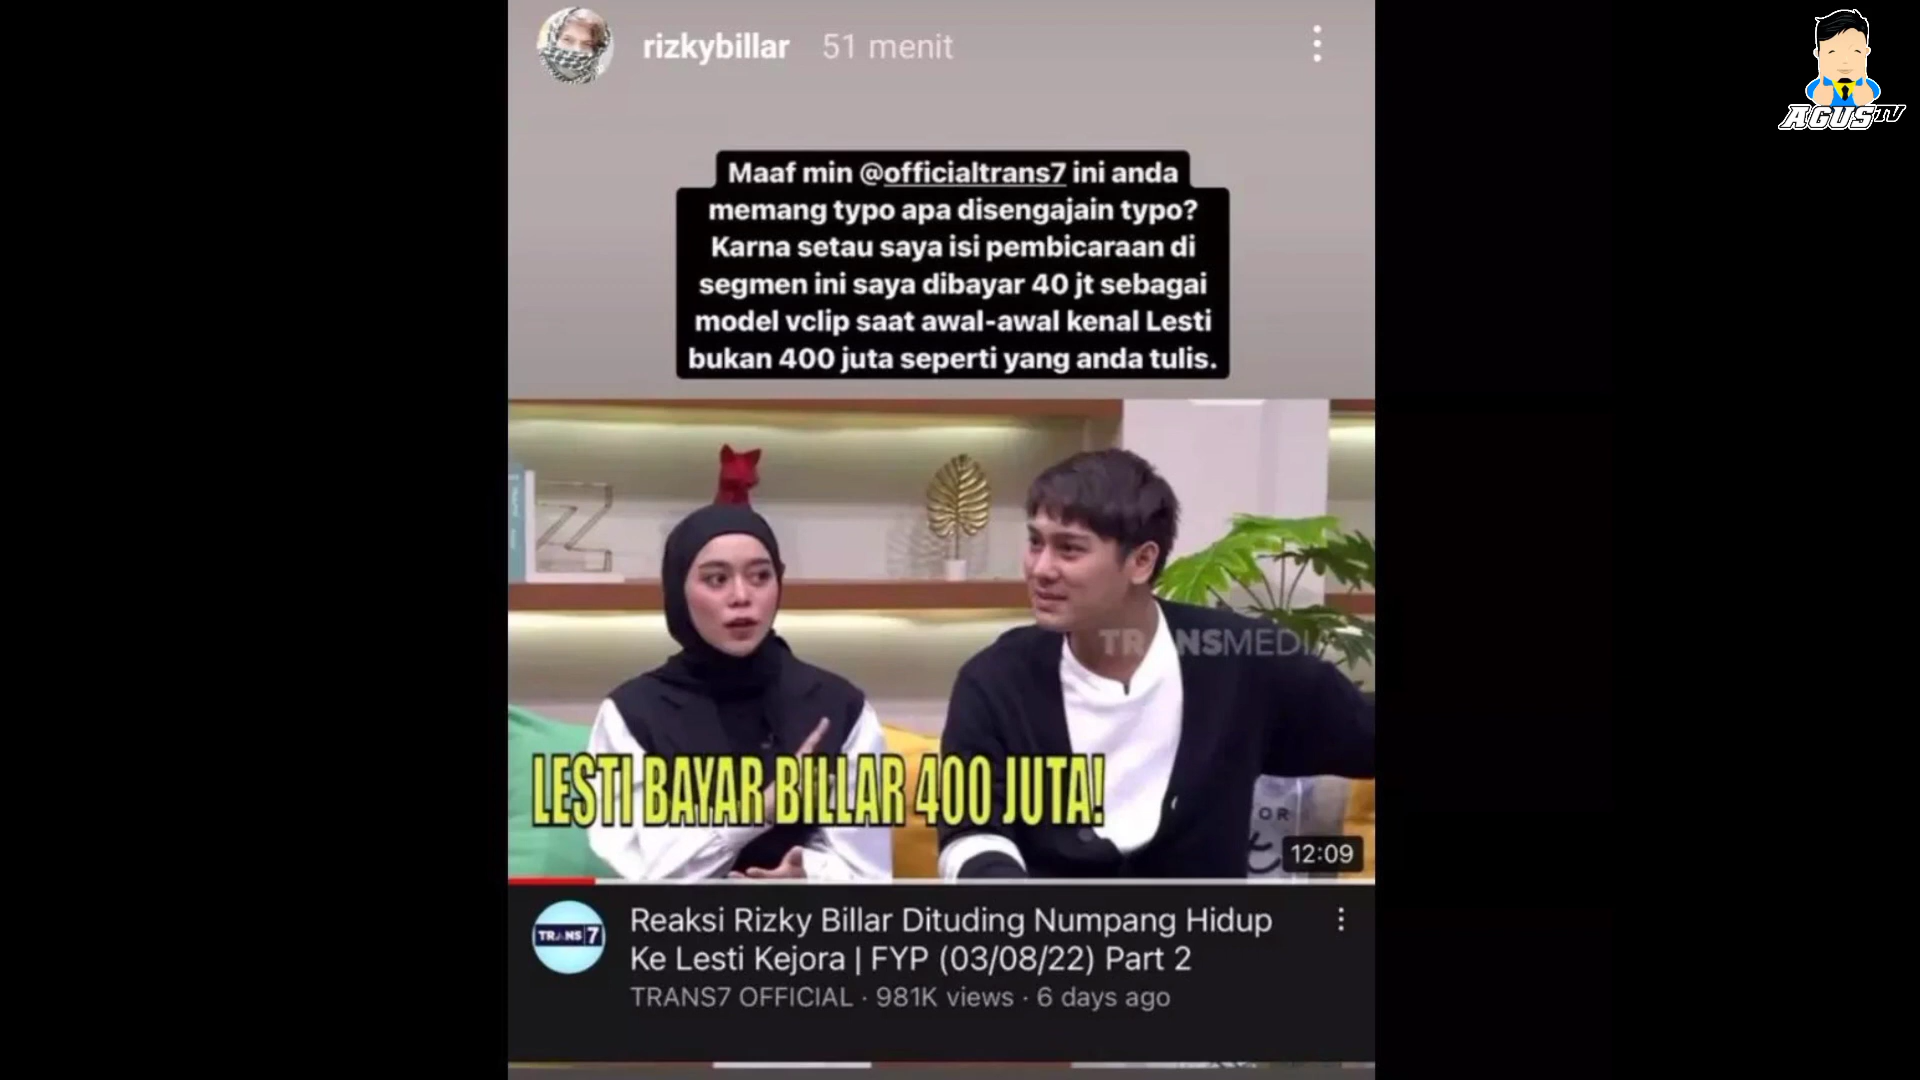 rizkybillar 51 menit
AGUSTV
Maaf min @officialtrans7 ini anda
memang typo apa disengajain typo?
Karna setau saya isi pembicaraan di
segmen ini saya dibayar 40 jt sebagai
model vclip saat awal-awal kenal Lesti
bukan 400 juta seperti yang anda tulis.
TRANSMEDIA
LESTI BAYAR BILLAR 400 JUTA!
OR
12:09
TRANS 7
Reaksi Rizky Billar Dituding Numpang Hidup
Ke Lesti Kejora | FYP (03/08/22) Part 2
TRANS7 OFFICIAL · 981K views · 6 days ago